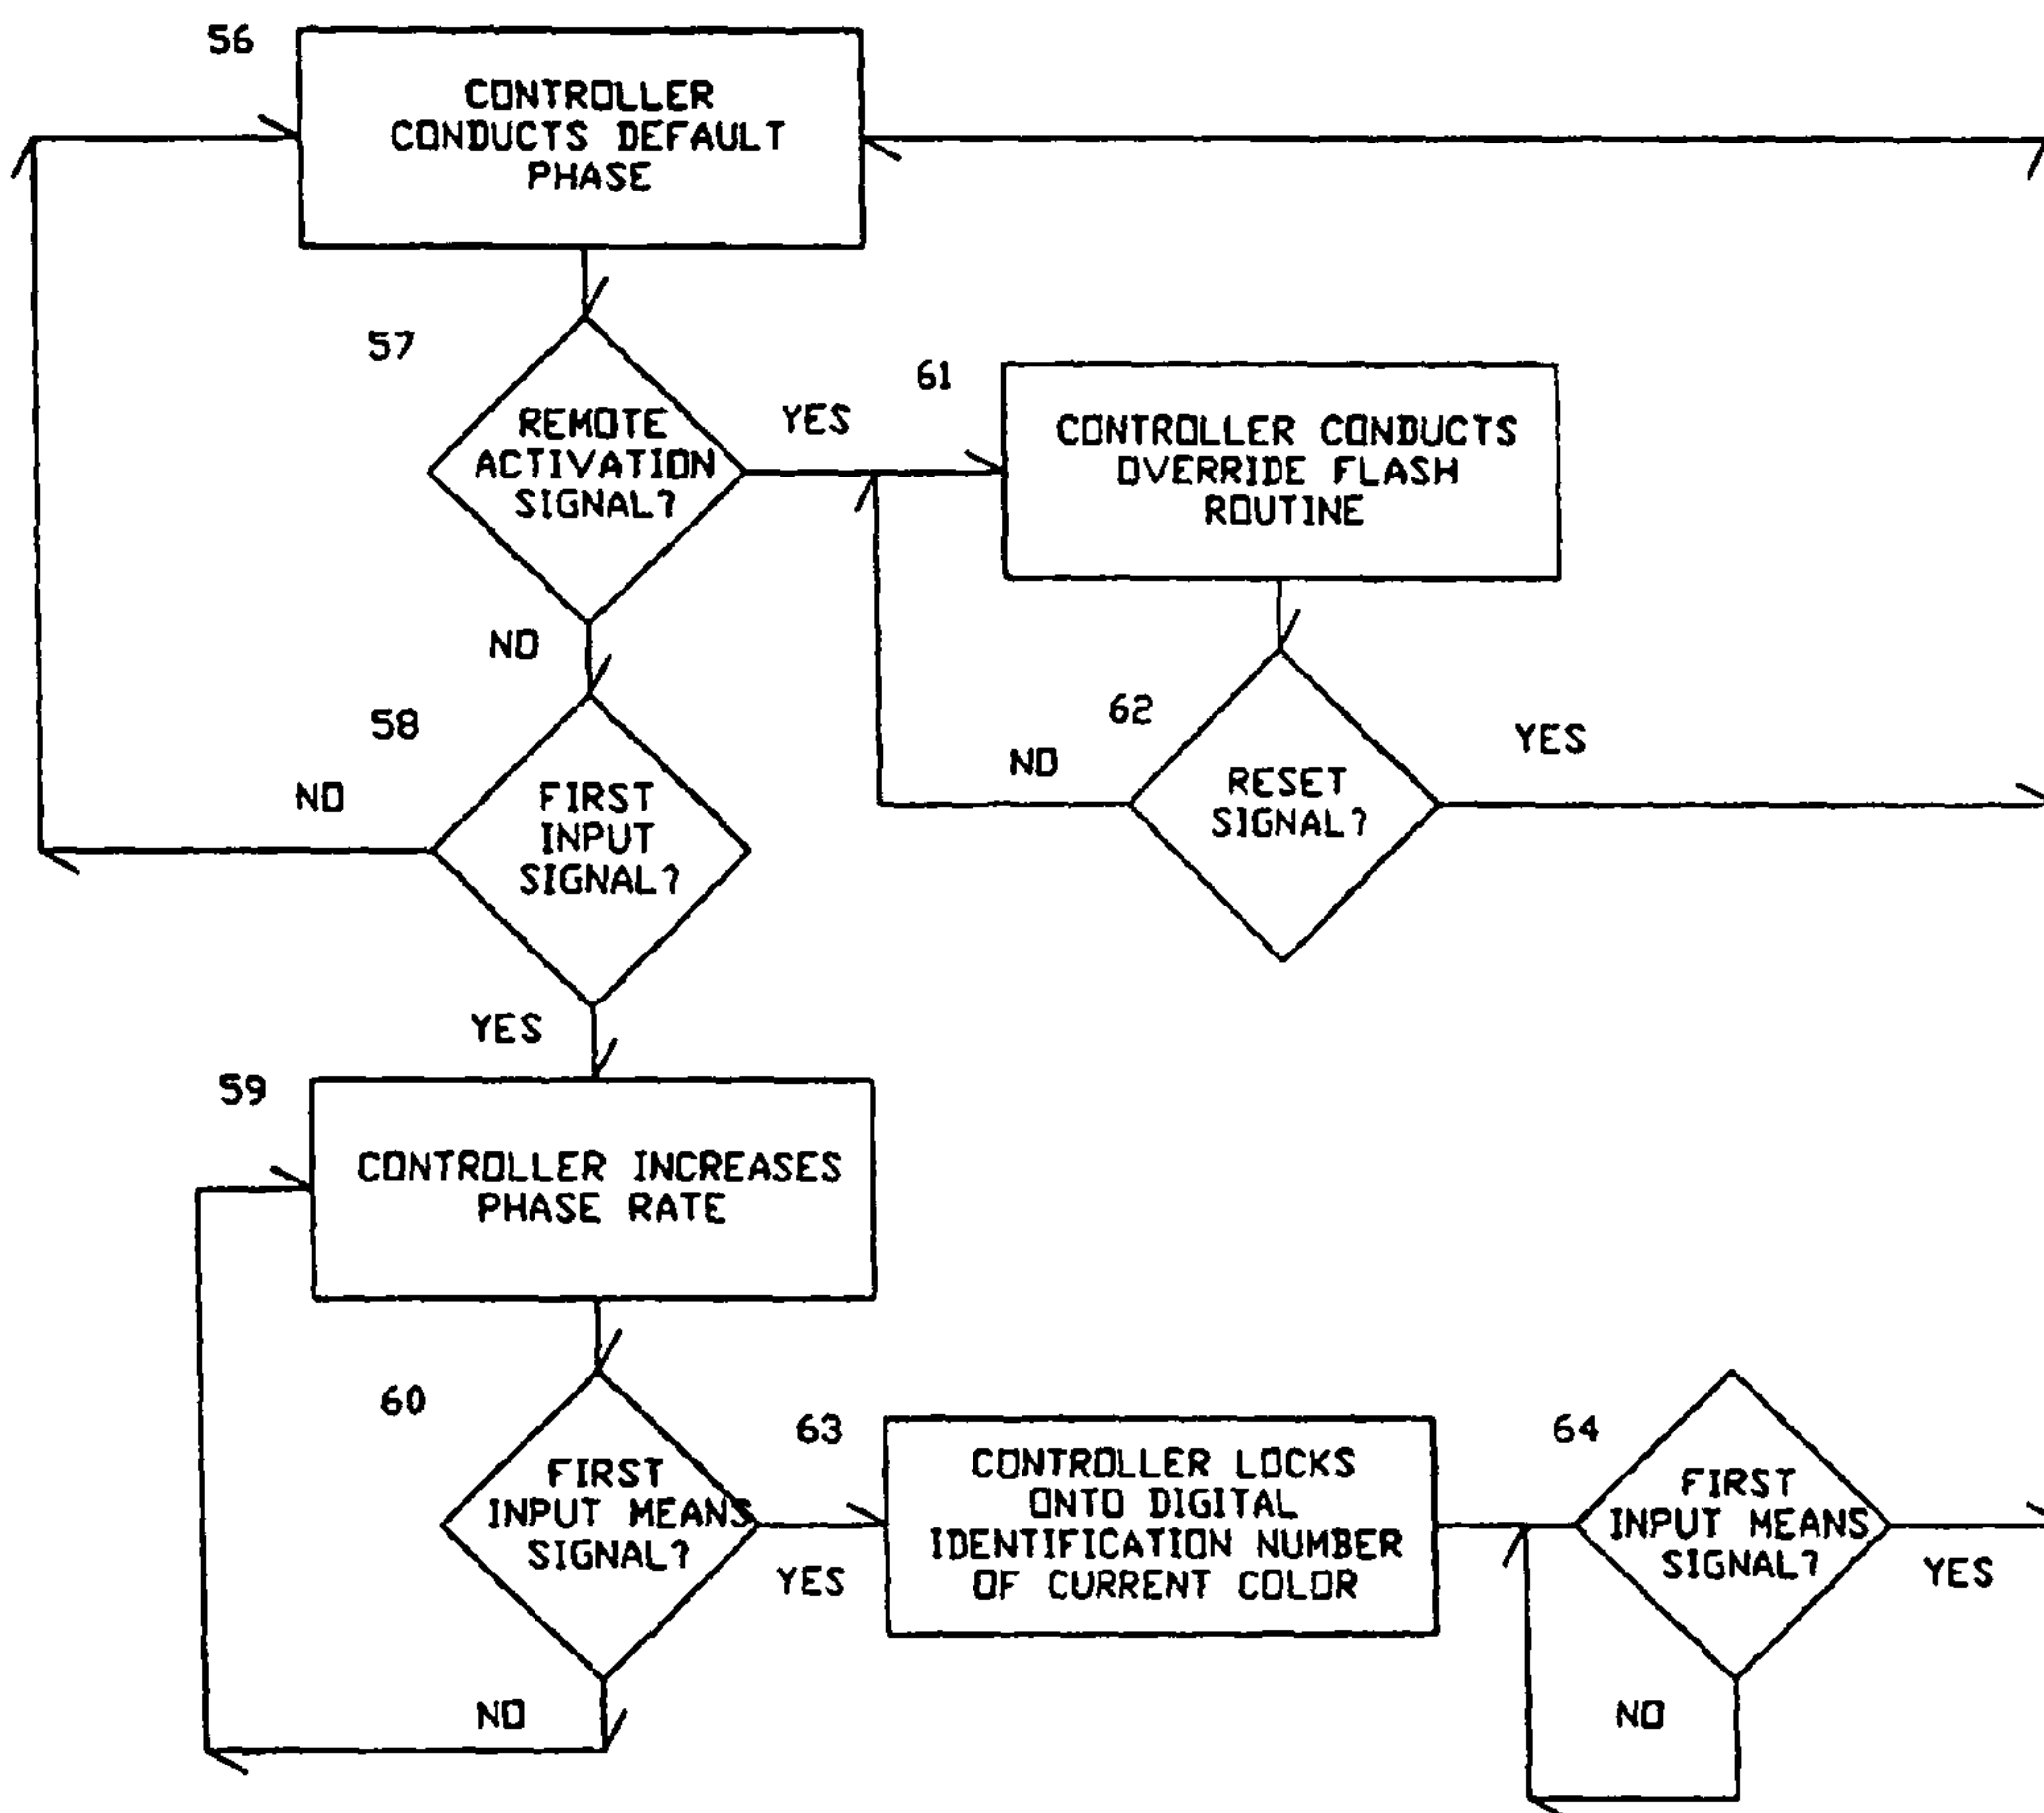 56
CONTROLLER
CONDUCTS DEFAULT
PHASE
57
REMOTE
ACTIVATION
SIGNAL?
YES
61
CONTROLLER CONDUCTS
OVERRIDE FLASH
ROUTINE
NO
58
FIRST
INPUT
SIGNAL?
NO
62
RESET
SIGNAL?
NO
YES
YES
59
CONTROLLER INCREASES
PHASE RATE
60
FIRST
INPUT MEANS
SIGNAL?
YES
NO
63
CONTROLLER LOCKS
ONTO DIGITAL
IDENTIFICATION NUMBER
OF CURRENT COLOR
64
FIRST
INPUT MEANS
SIGNAL?
YES
NO